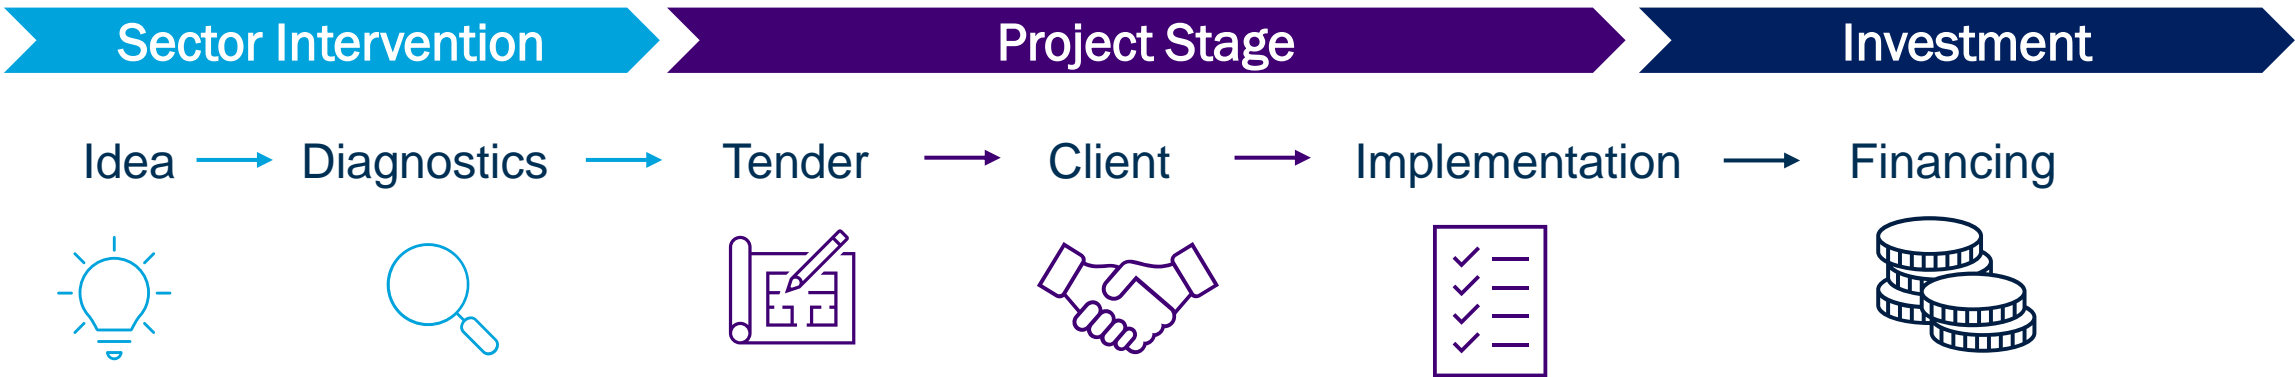 Sector Intervention Project Stage Investment
Idea Diagnostics Tender Client Implementation Financing